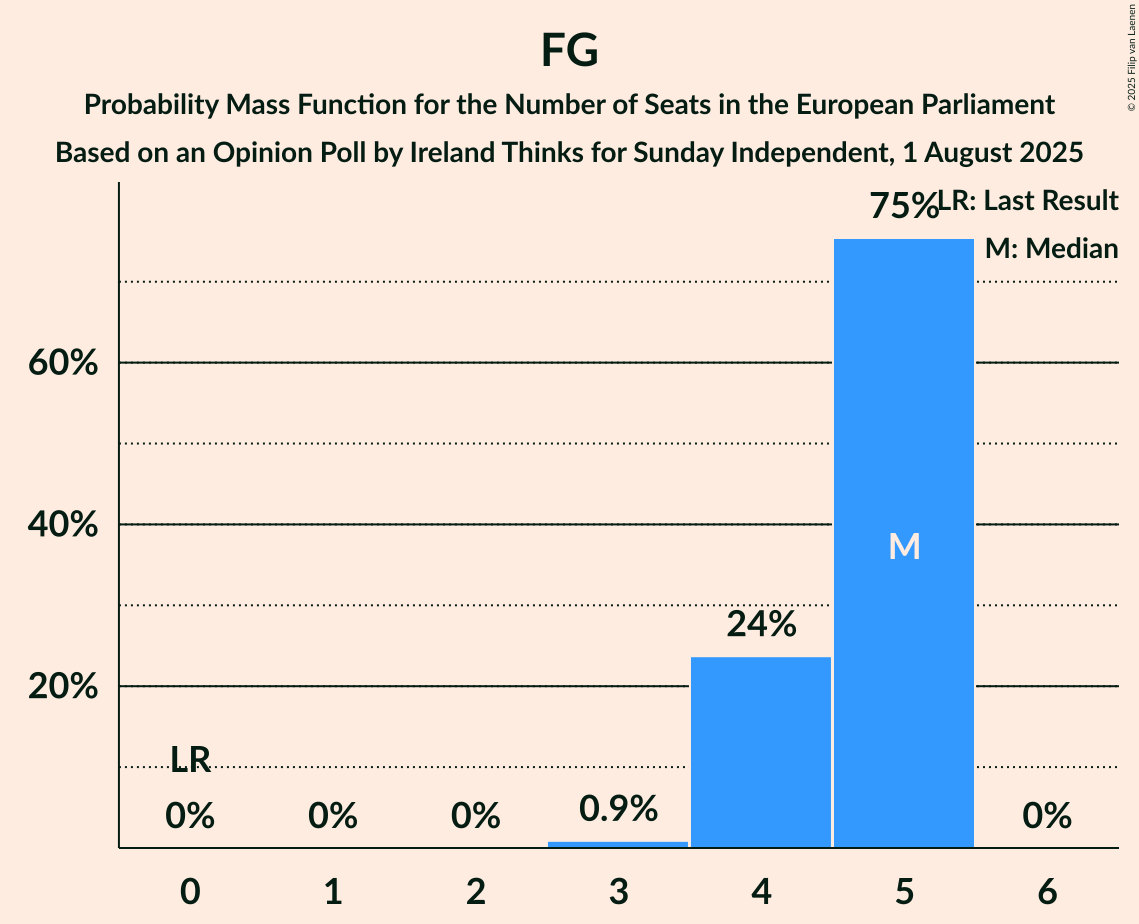 FG
Probability Mass Function for the Number of Seats in the European Parliament
Based on an Opinion Poll by Ireland Thinks for Sunday Independent, 1 August 2025
© 2025 Filip van Laenen
LR: Last Result
M: Median
75%
60%
40%
M
24%
20%
LR
0%
0%
0%
0.9%
0%
0
1
2
3
4
5
6